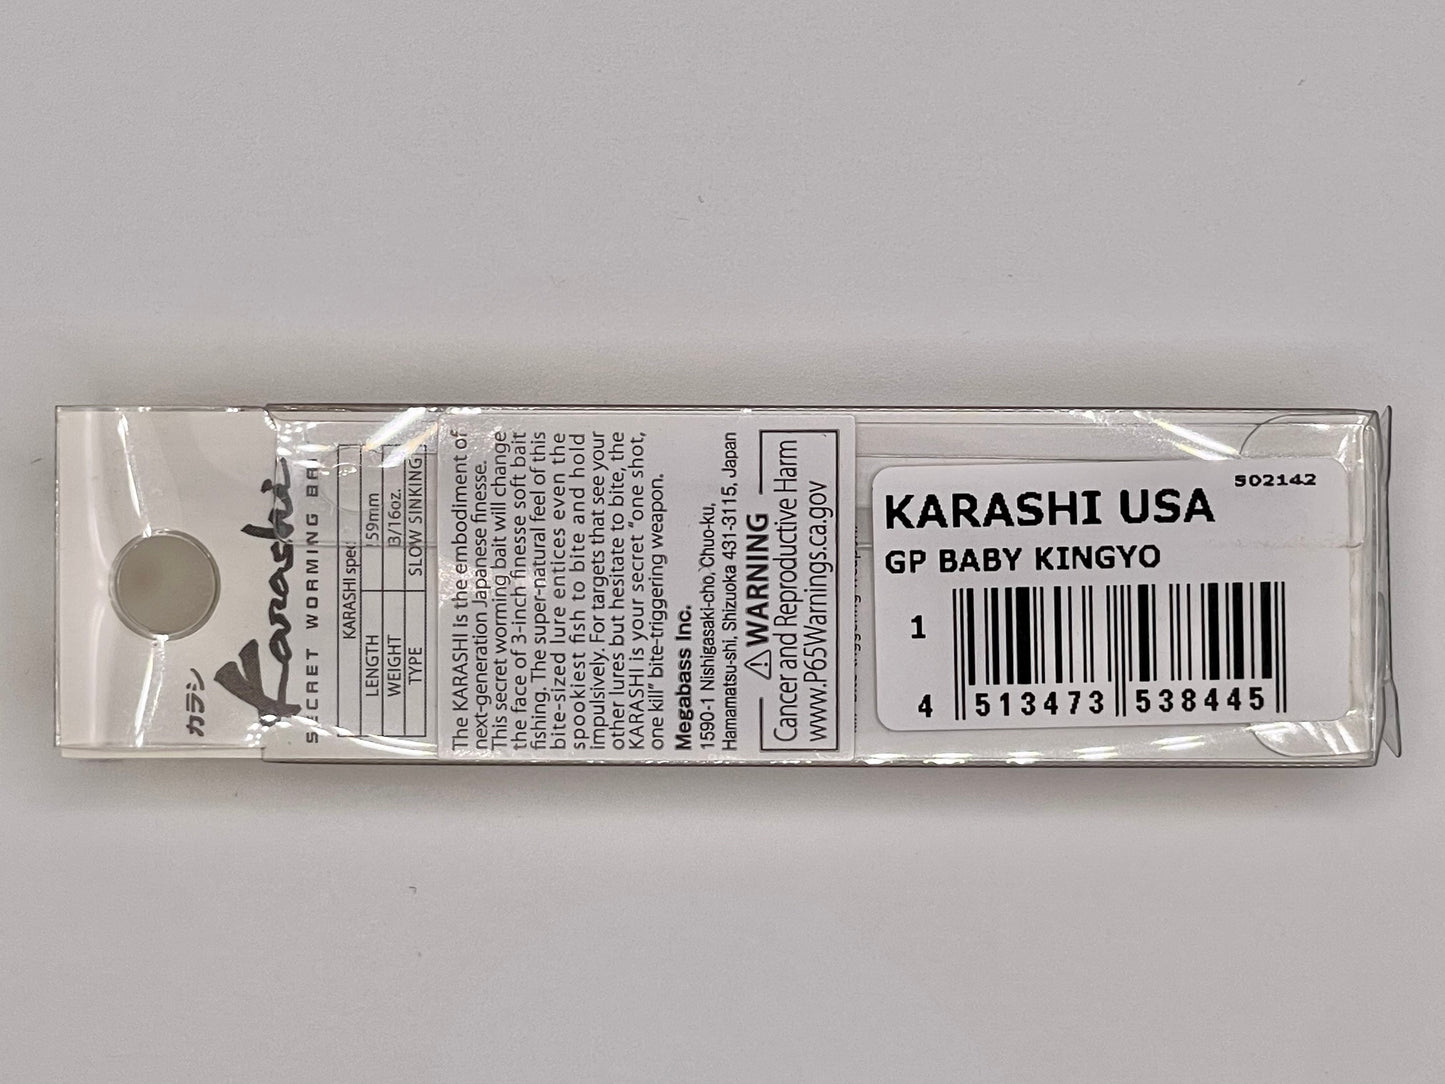 カラシ
Karashi
SECRET WORMING BAI
KARASHI spec
LENGTH 59mm
WEIGHT 3/16oz.
TYPE SLOW SINKING
The KARASHI is the embodiment of
next-generation Japanese finesse.
This secret worming bait will change
the face of 3-inch finesse soft bait
fishing. The super-natural feel of this
bite-sized lure entices even the
spookiest fish to bite and hold
impulsively. For targets that see your
other lures but hesitate to bite, the
KARASHI is your secret "one shot,
one kill" bite-triggering weapon.
Megabass Inc.
1590-1 Nishigasaki-cho, Chuo-ku,
Hamamatsu-shi, Shizuoka 431-3115, Japan
⚠WARNING
Cancer and Reproductive Harm
www.P65Warnings.ca.gov
S02142
KARASHI USA
GP BABY KINGYO
1
4 513473 538445